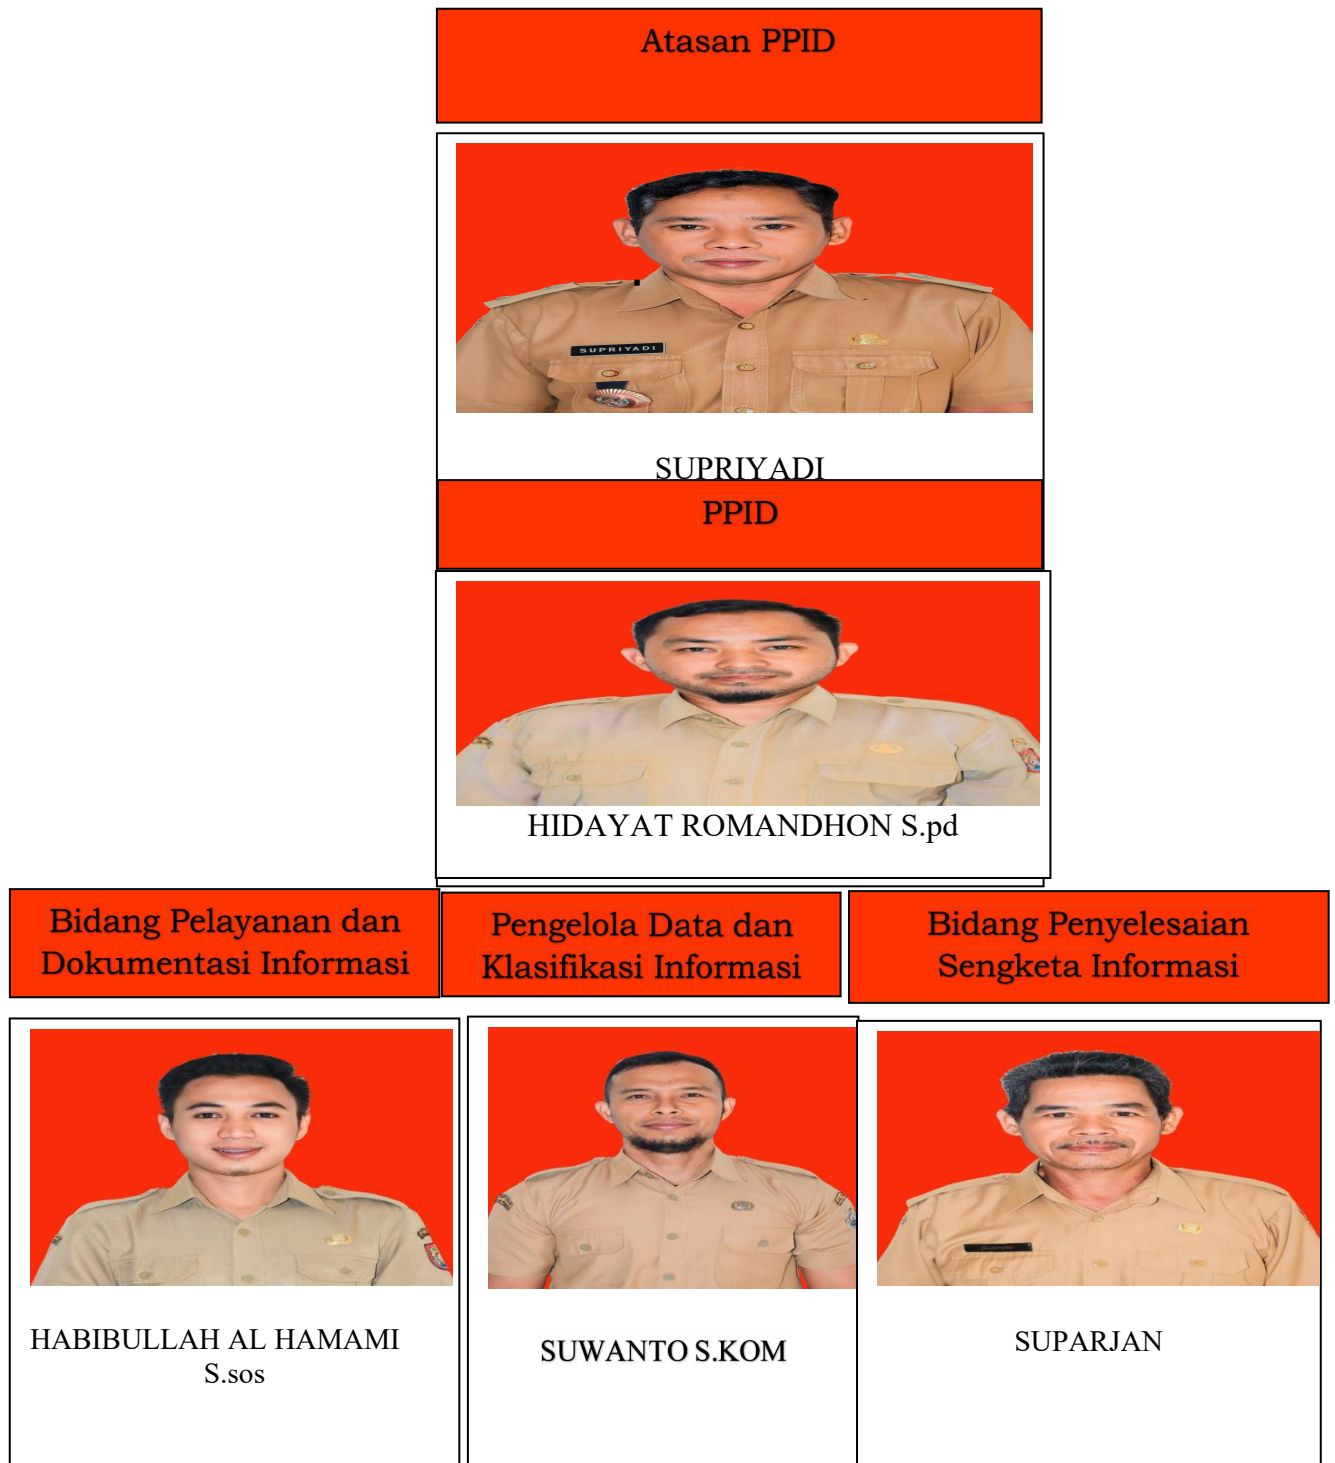 Atasan PPID
SUPRIYADI
SUPRIYADI
PPID
HIDAYAT ROMANDHON S.pd
Bidang Pelayanan dan
Dokumentasi Informasi
Pengelola Data dan
Klasifikasi Informasi
Bidang Penyelesaian
Sengketa Informasi
HABIBULLAH AL HAMAMI
S.sos
SUWANTO S.KOM
SUPARJAN